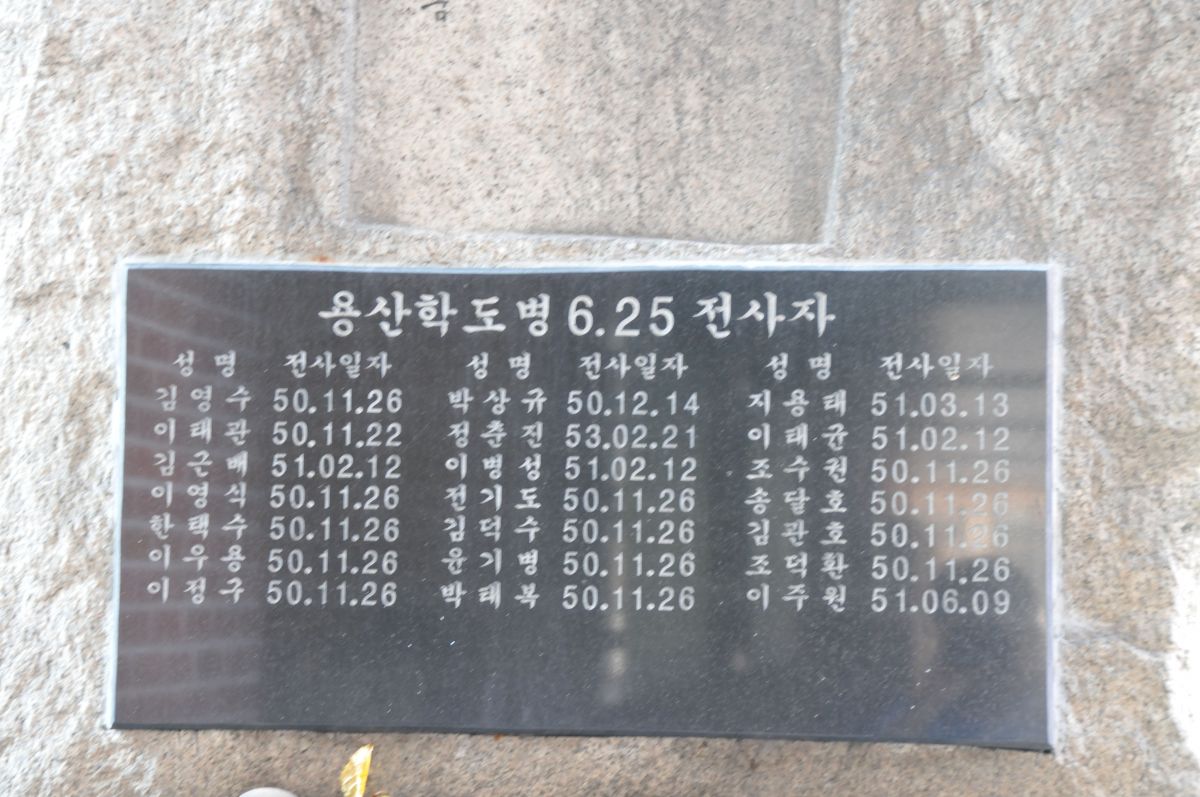 용산학도병 6.25 전사자
성명 전사일자 성명 전사일자 성명 전사일자
김영수 50.11.26 박상규 50.12.14 지용태 51.03.13
이태관 50.11.22 정춘진 53.02.21 이태균 51.02.12
김근배 51.02.12 이병성 51.02.12 조수권 50.11.26
이영식 50.11.26 전기도 50.11.26 송달호 50.11.26
한택수 50.11.26 김덕수 50.11.26 김관호 50.11.26
이우용 50.11.26 윤기병 50.11.26 조덕환 50.11.26
이정구 50.11.26 박태복 50.11.26 이주원 51.06.09